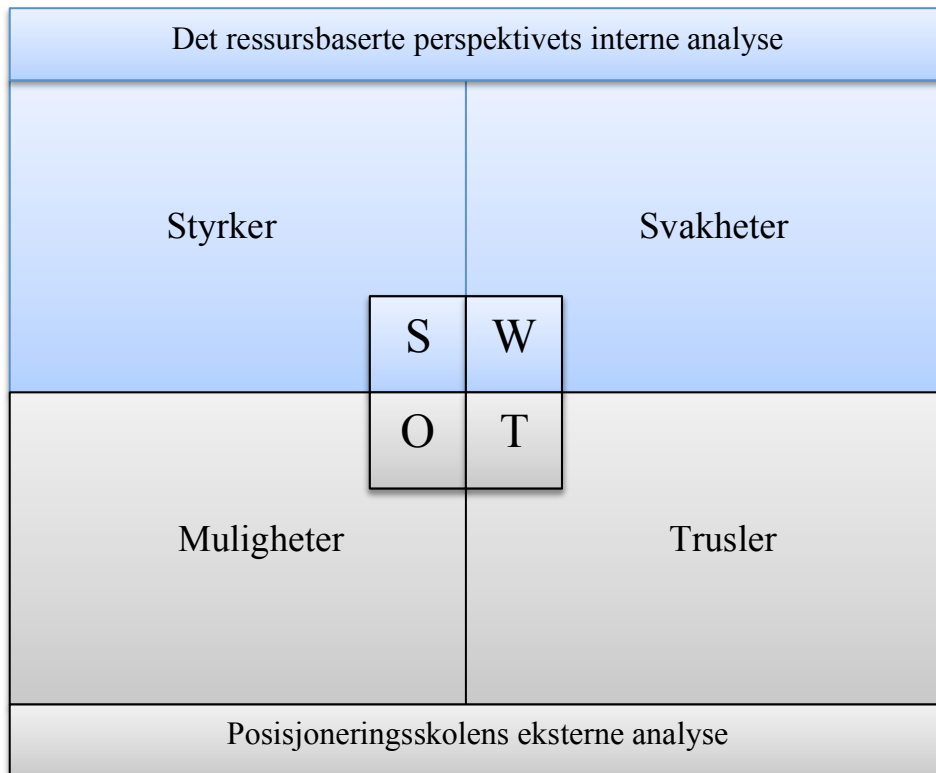 Det ressursbaserte perspektivets interne analyse
Styrker
Svakheter
S
W
O
T
Muligheter
Trusler
Posisjoneringsskolens eksterne analyse